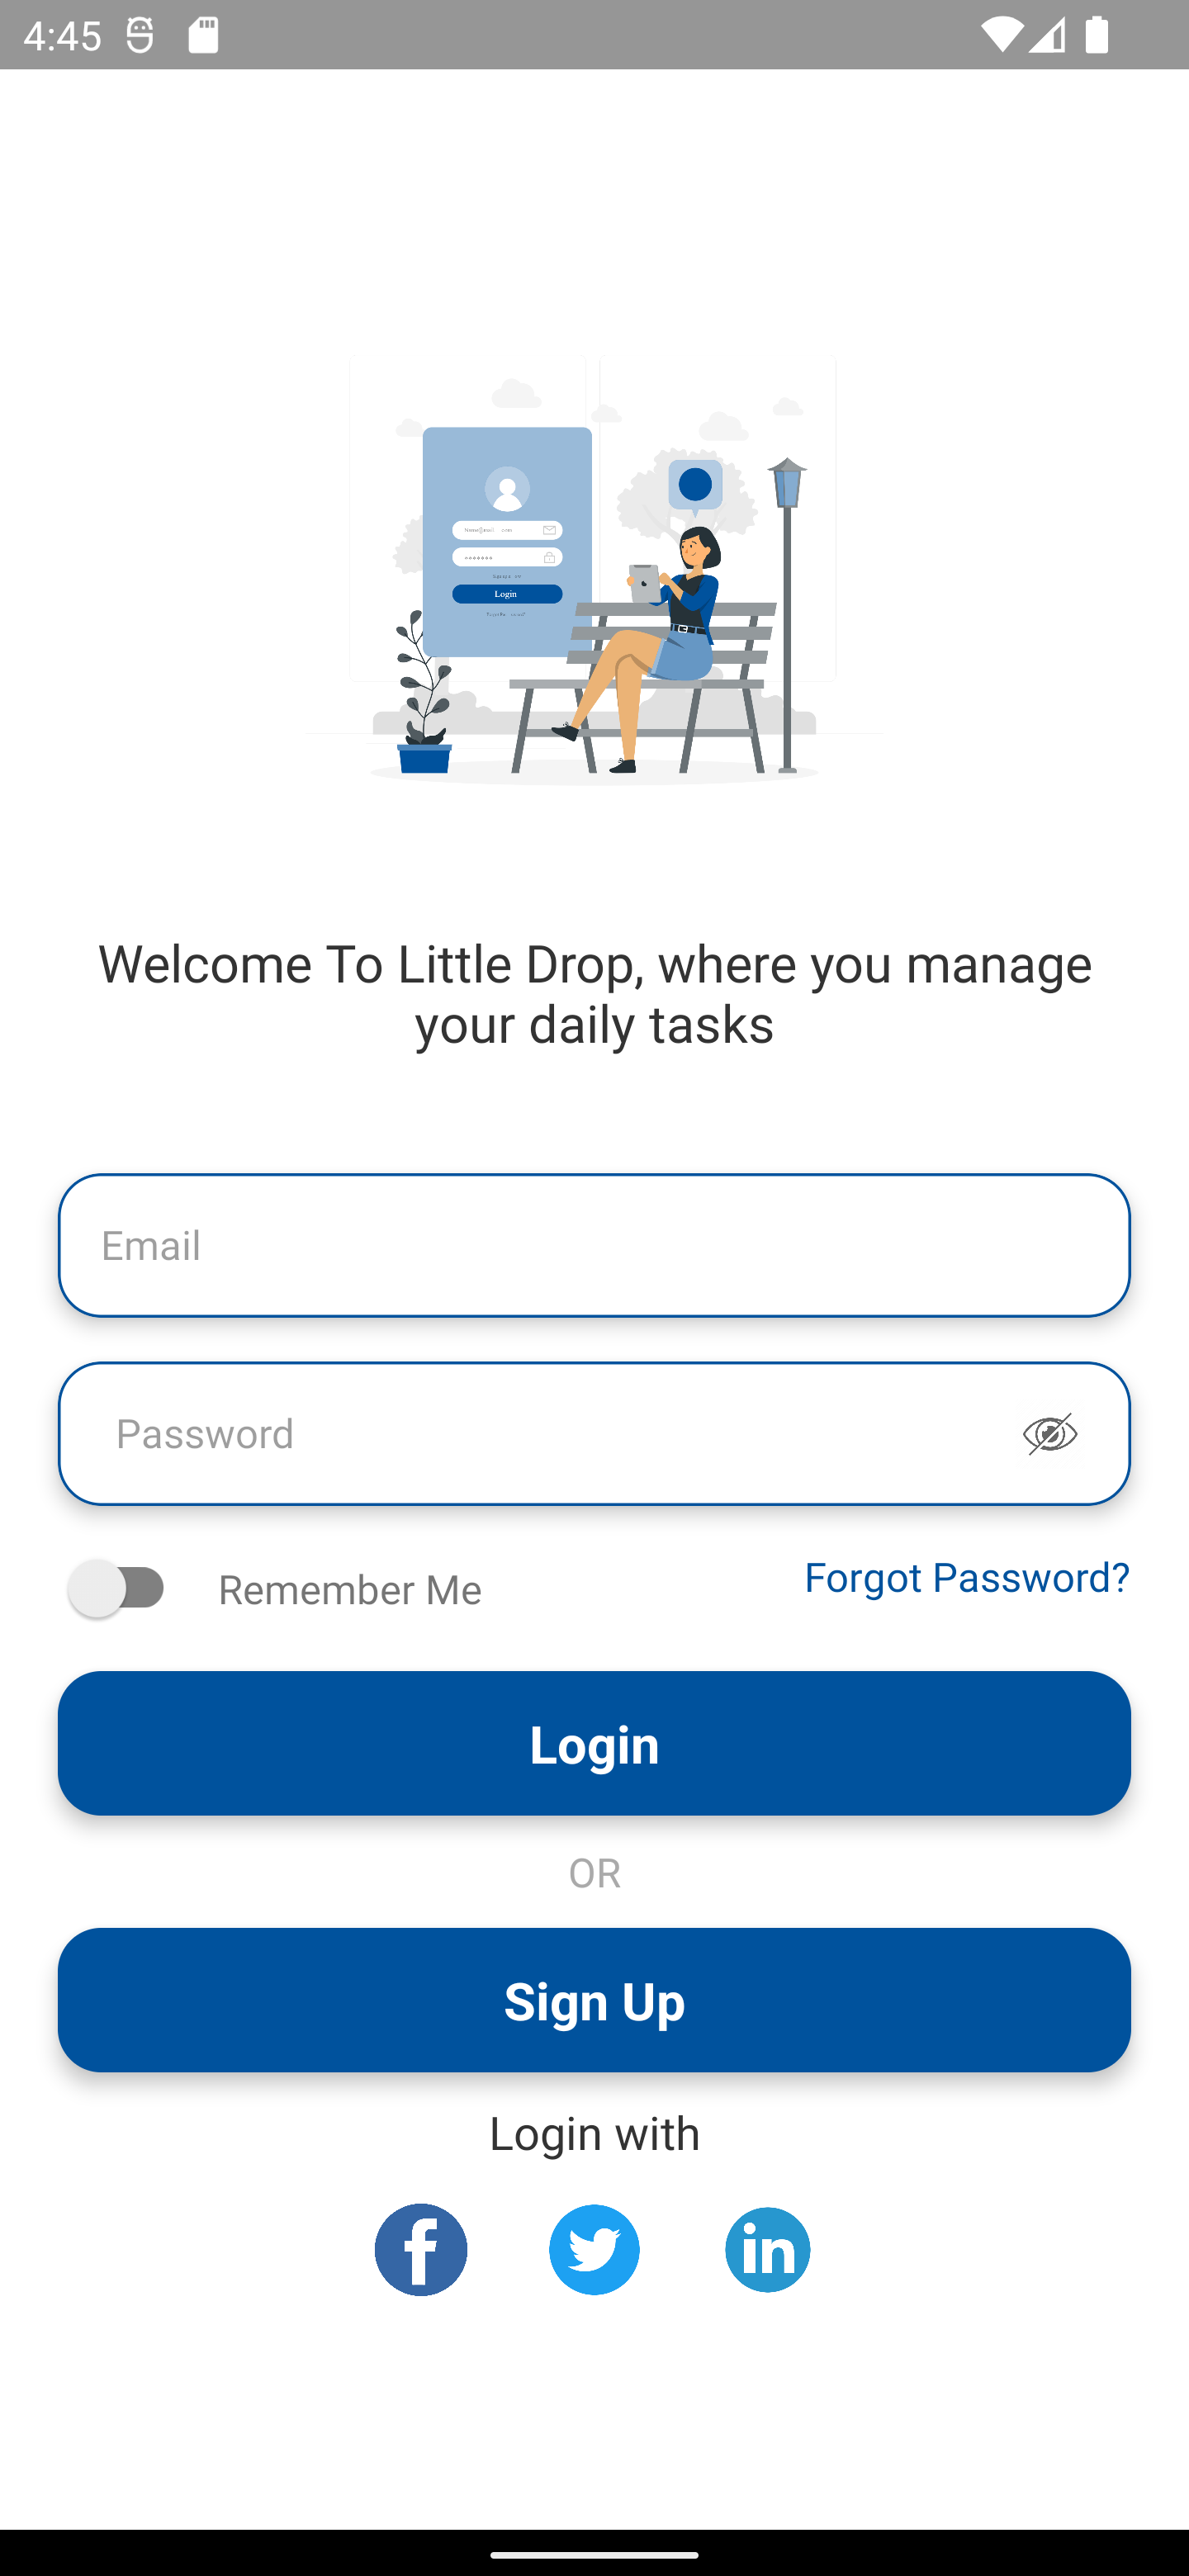 4:45
Login
Welcome To Little Drop, where you manage
your daily tasks
Email
Password
Remember Me
Forgot Password?
Login
OR
Sign Up
Login with
f
in